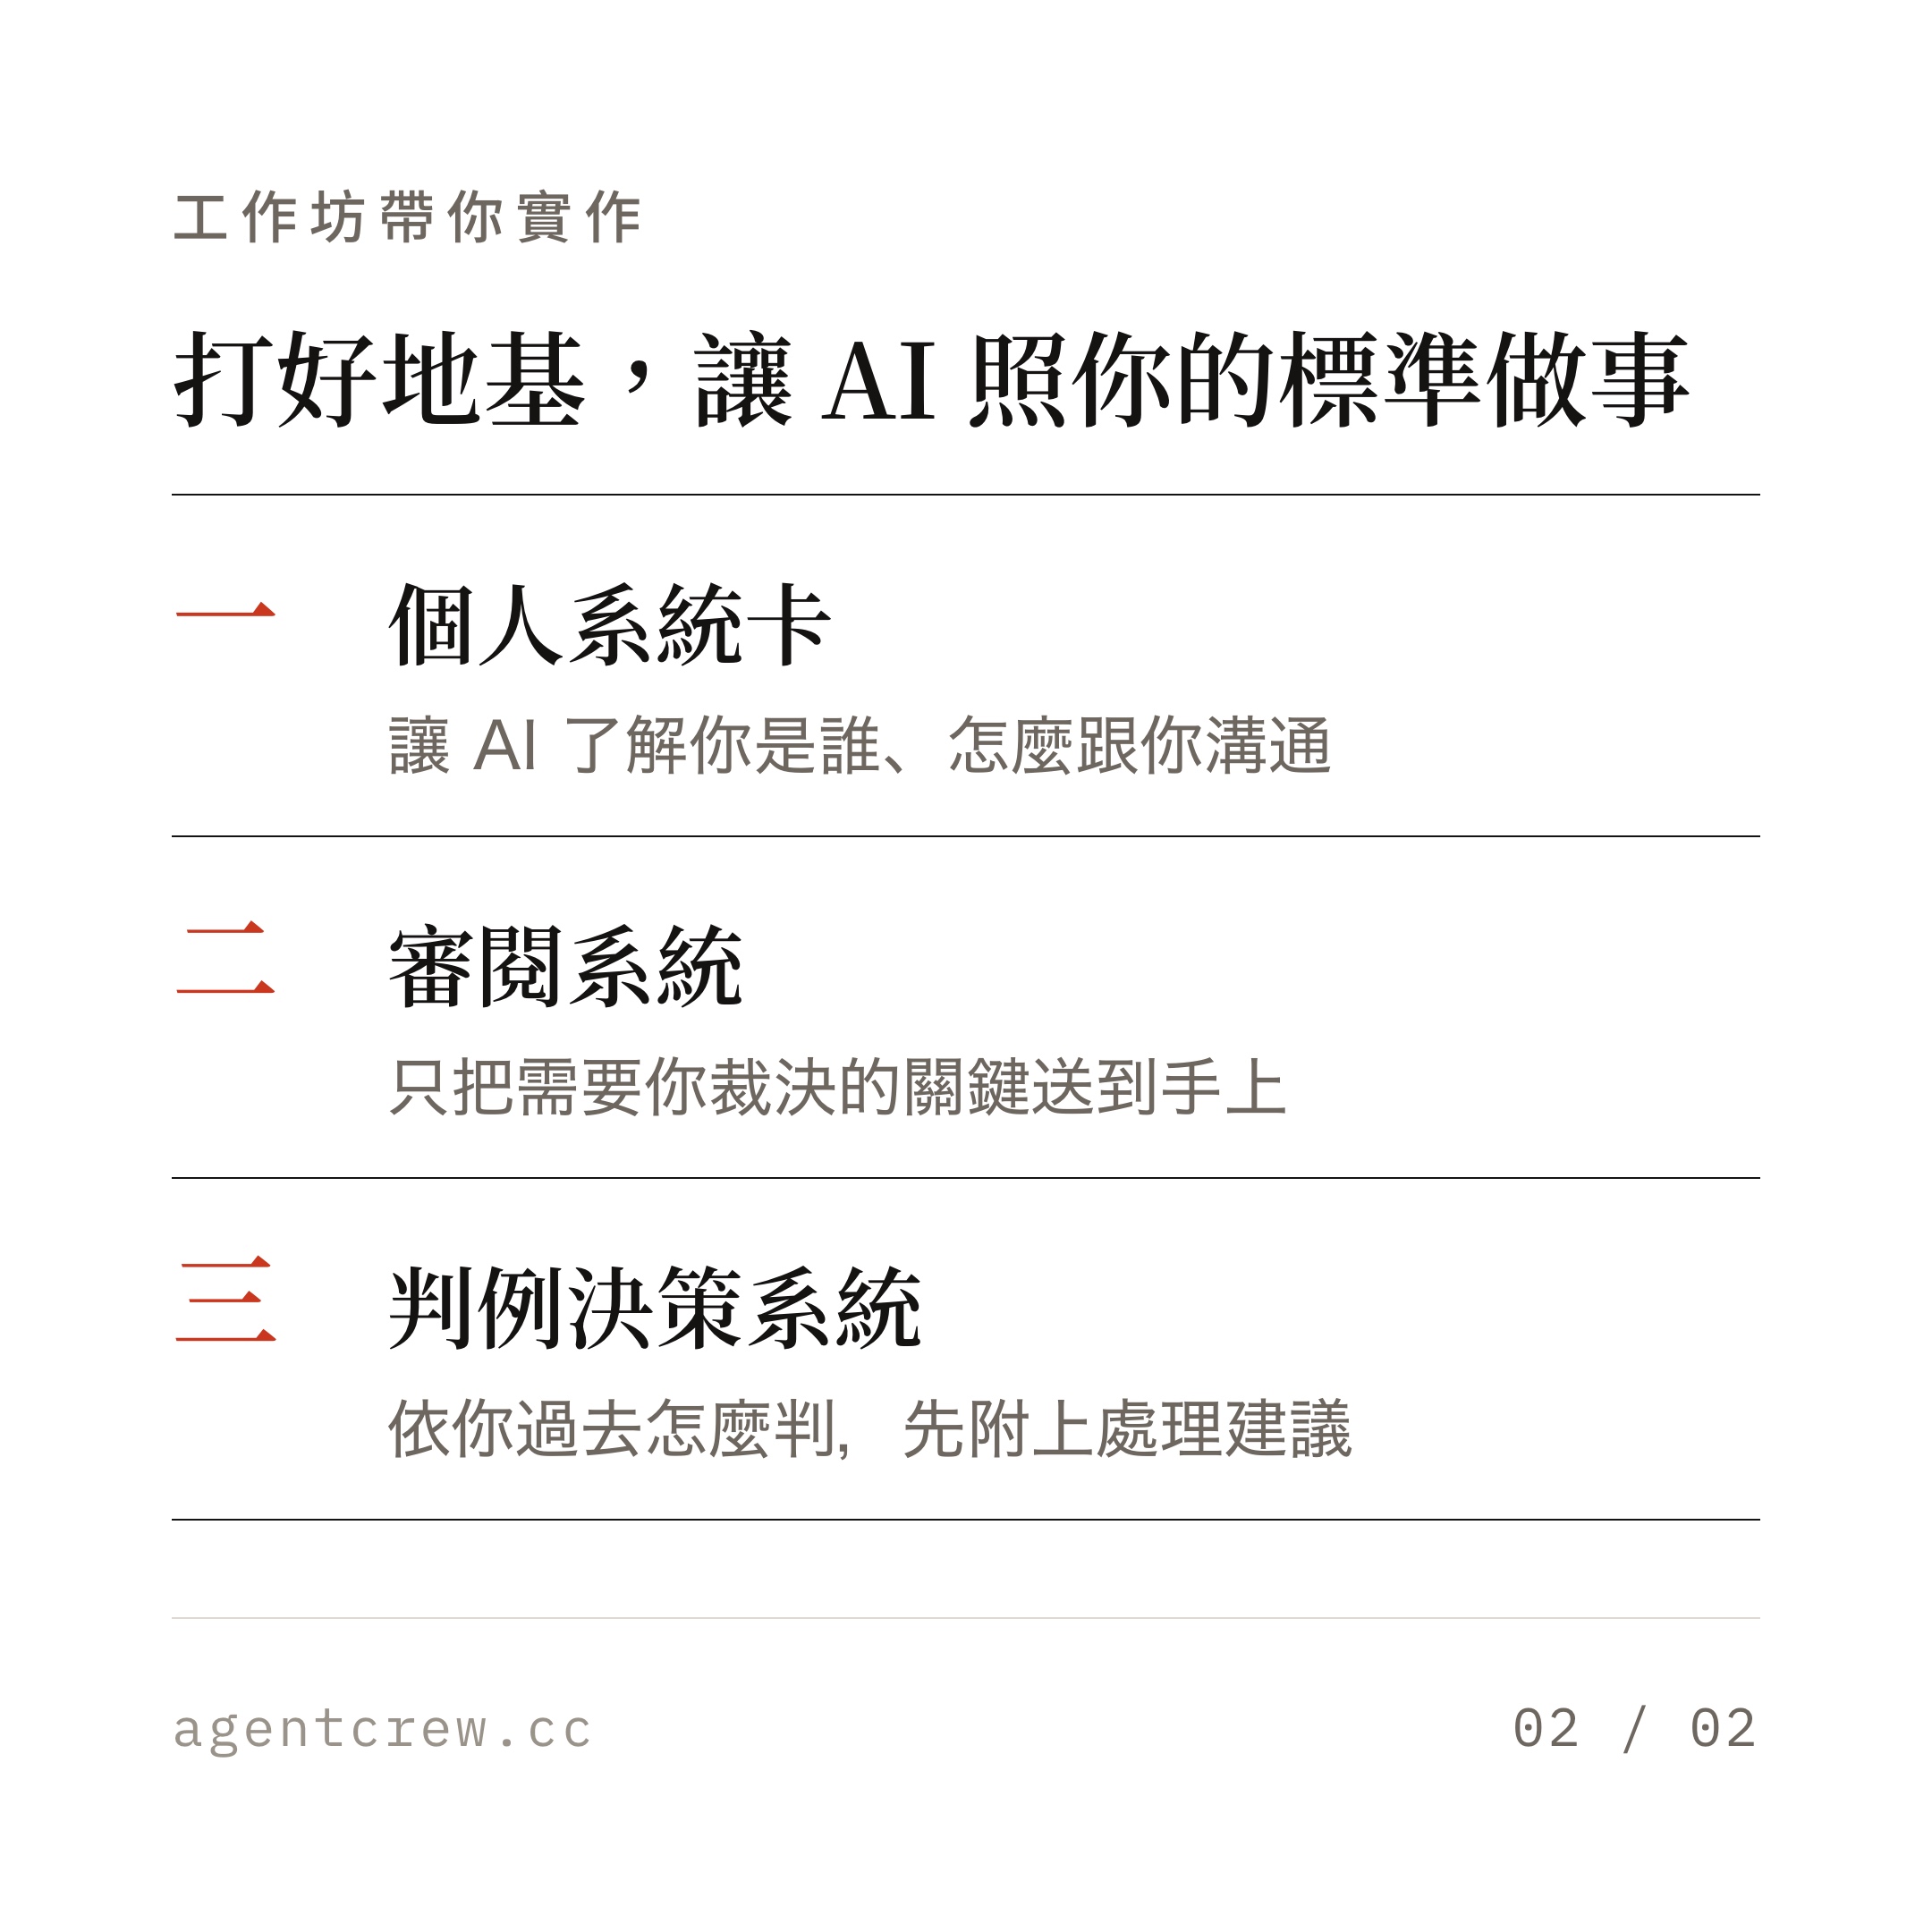 工作坊帶你實作
打好地基，讓 AI 照你的標準做事
一
個人系統卡
讓 AI 了解你是誰、怎麼跟你溝通
二
審閱系統
只把需要你裁決的關鍵送到手上
三
判例決策系統
依你過去怎麼判，先附上處理建議
agentcrew.cc
02 / 02